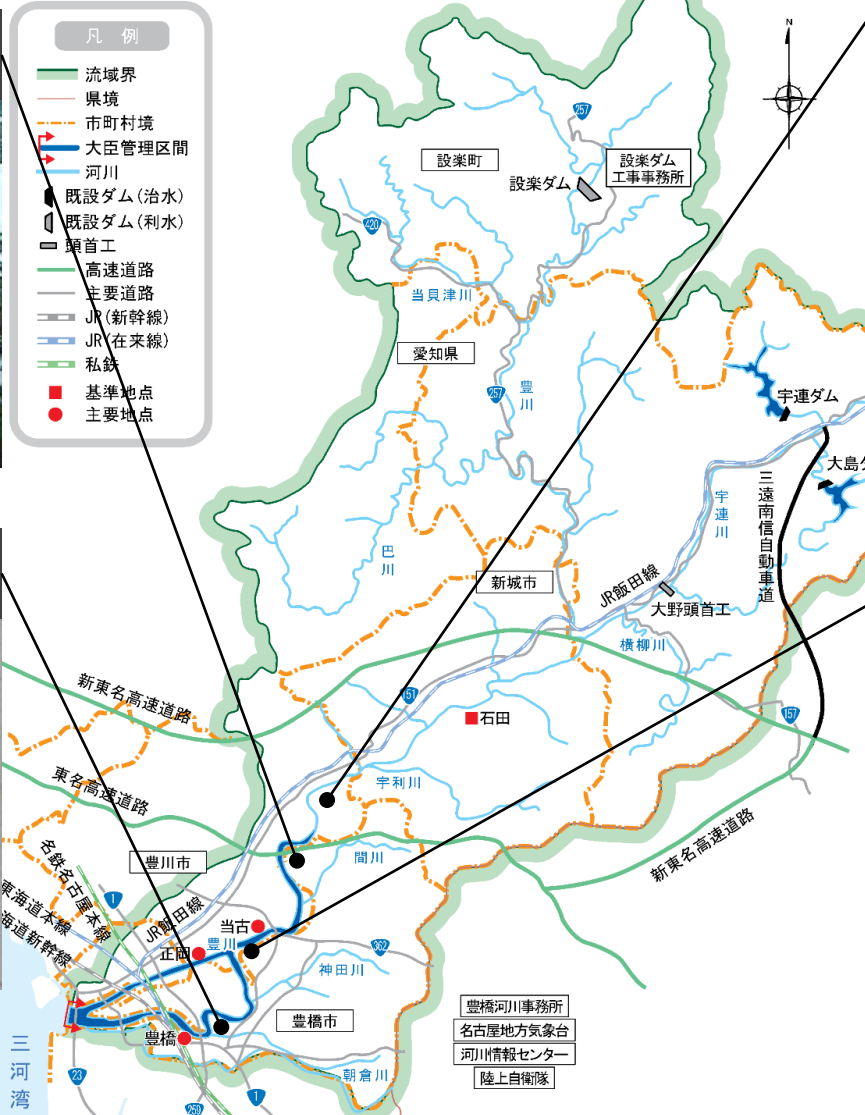 凡 例
流域界
県境
市町村境
大臣管理区間
河川
既設ダム(治水)
既設ダム(利水)
頭首工
高速道路
主要道路
JR(新幹線)
JR(在来線)
私鉄
基準地点
主要地点
N
257
設楽町
設楽ダム
設楽ダム
工事事務所
420
当貝津川
愛知県
257
豊川
宇連ダム
大島
宇連川
三遠南信自動車道
巴川
新城市
JR飯田線
大野頭首工
横柳川
新東名高速道路
151
石田
157
東名高速道路
宇利川
新東名高速道路
名鉄名古屋本線
豊川市
間川
1
東海道本線
海道新幹線
JR飯田線
当古
豊川
正岡
362
神田川
豊橋市
豊橋
三河湾
23
朝倉川
1
259
豊橋河川事務所
名古屋地方気象台
河川情報センター
陸上自衛隊